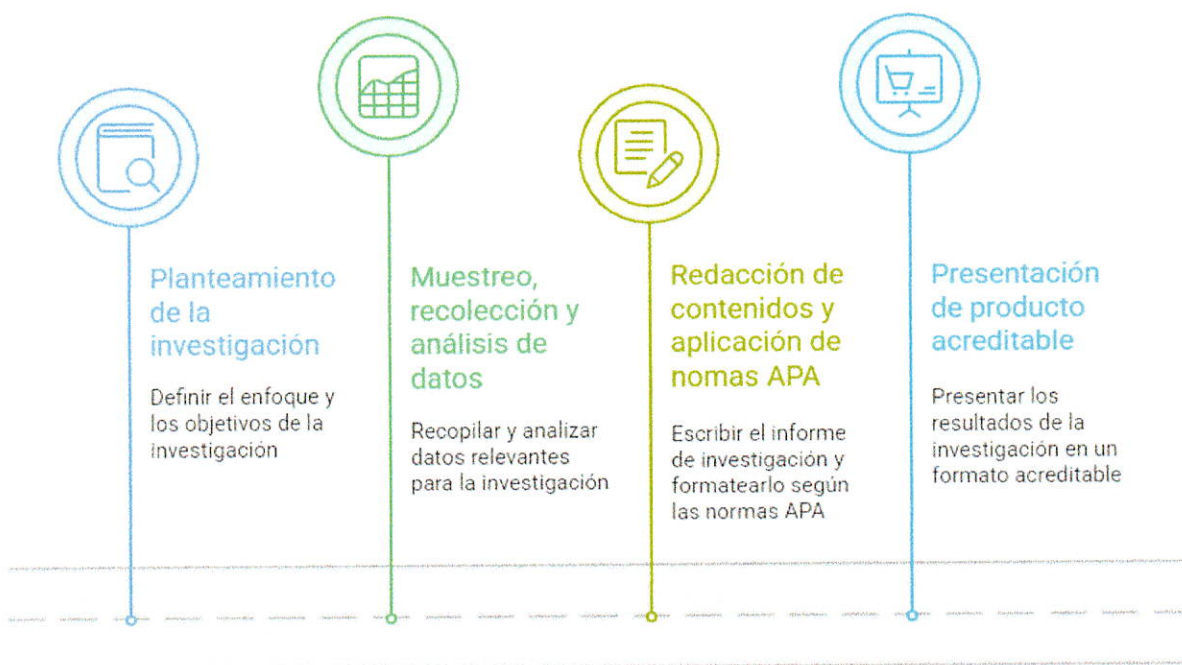 Planteamiento
de la
investigación
Definir el enfoque y
los objetivos de la
investigación
Muestreo,
recolección y
análisis de
datos
Recopilar y analizar
datos relevantes
para la investigación
Redacción de
contenidos y
aplicación de
nomas APA
Escribir el informe
de investigación y
formatearlo según
las normas APA
Presentación
de producto
acreditable
Presentar los
resultados de la
investigación en un
formato acreditable